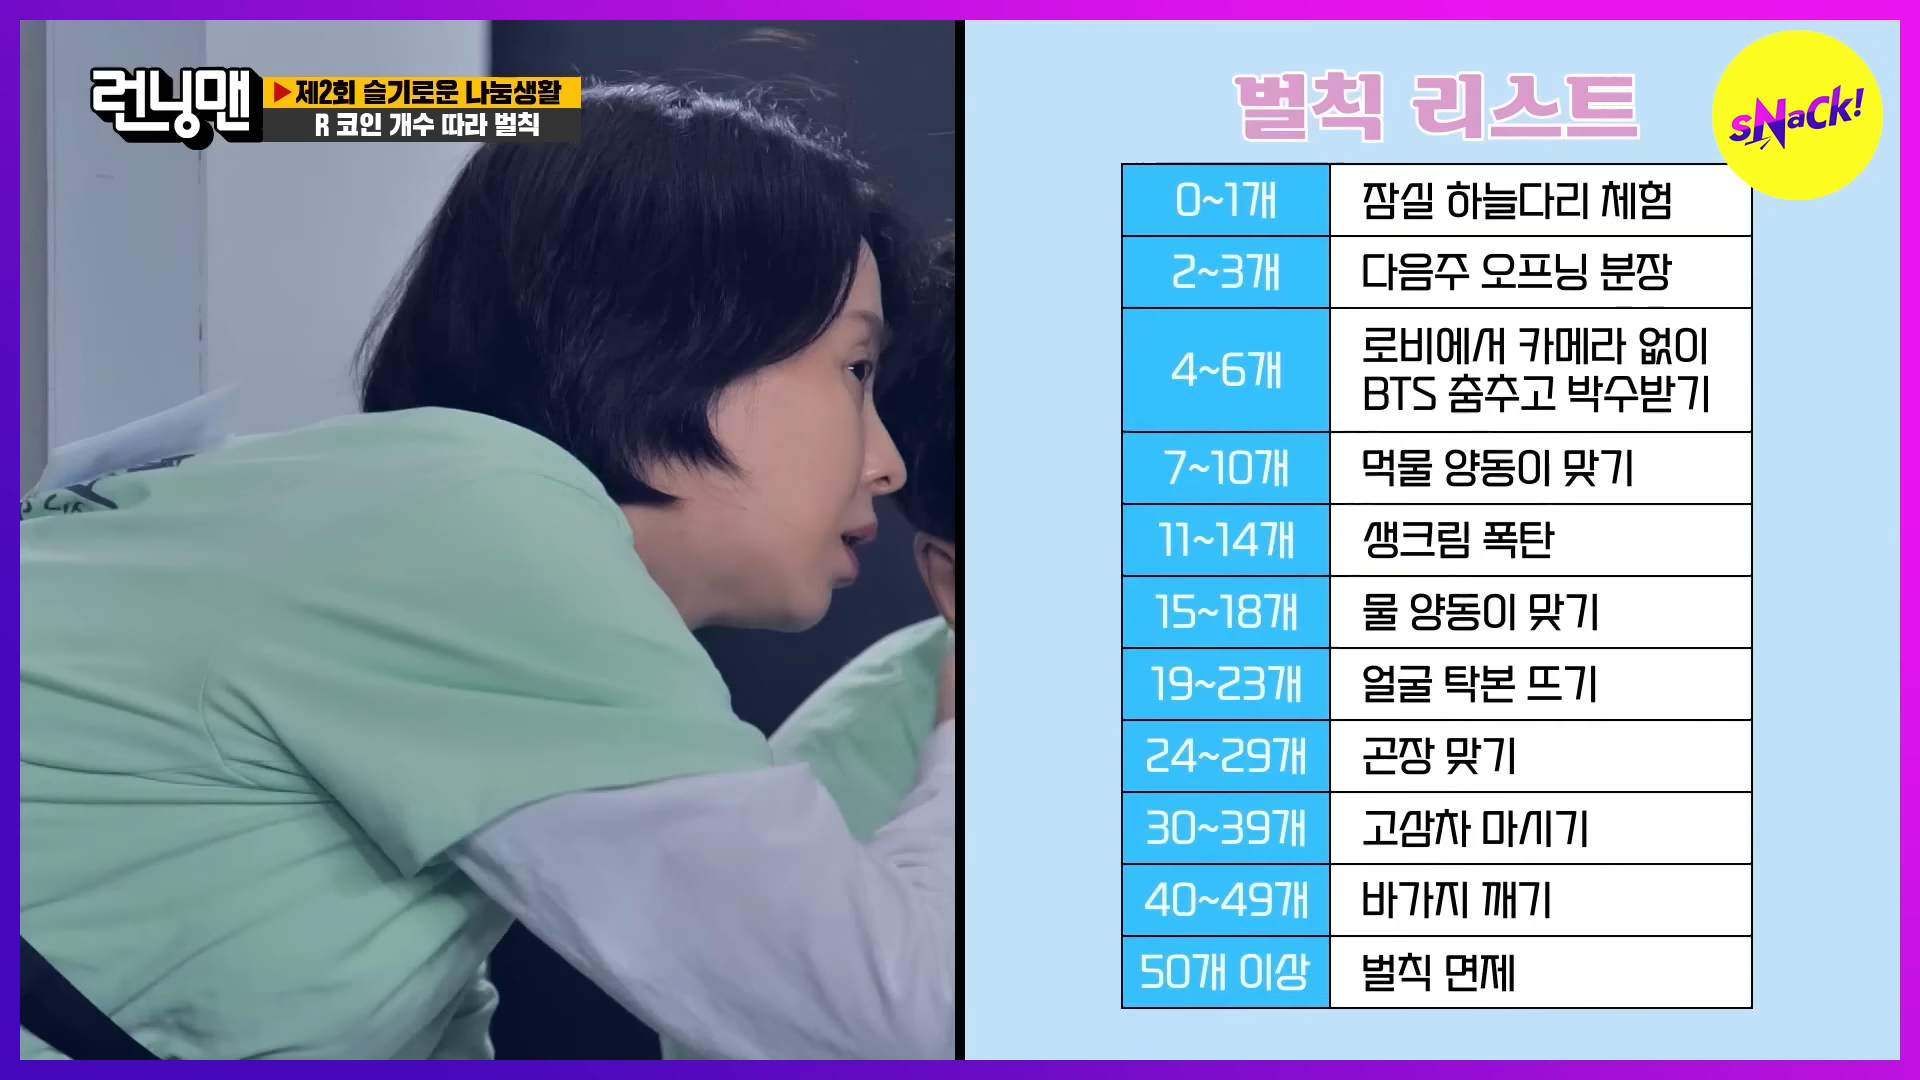 런닝맨
▶제2회 슬기로운 나눔생활
R 코인 개수 따라 벌칙
벌칙 리스트
sNaCk!
0~1개 잠실 하늘다리 체험
2~3개 다음주 오프닝 분장
4~6개 로비에서 카메라 없이
BTS 춤추고 박수받기
7~10개 먹물 양동이 맞기
11~14개 생크림 폭탄
15~18개 물 양동이 맞기
19~23개 얼굴 탁본 뜨기
24~29개 곤장 맞기
30~39개 고삼차 마시기
40~49개 바가지 깨기
50개 이상 벌칙 면제